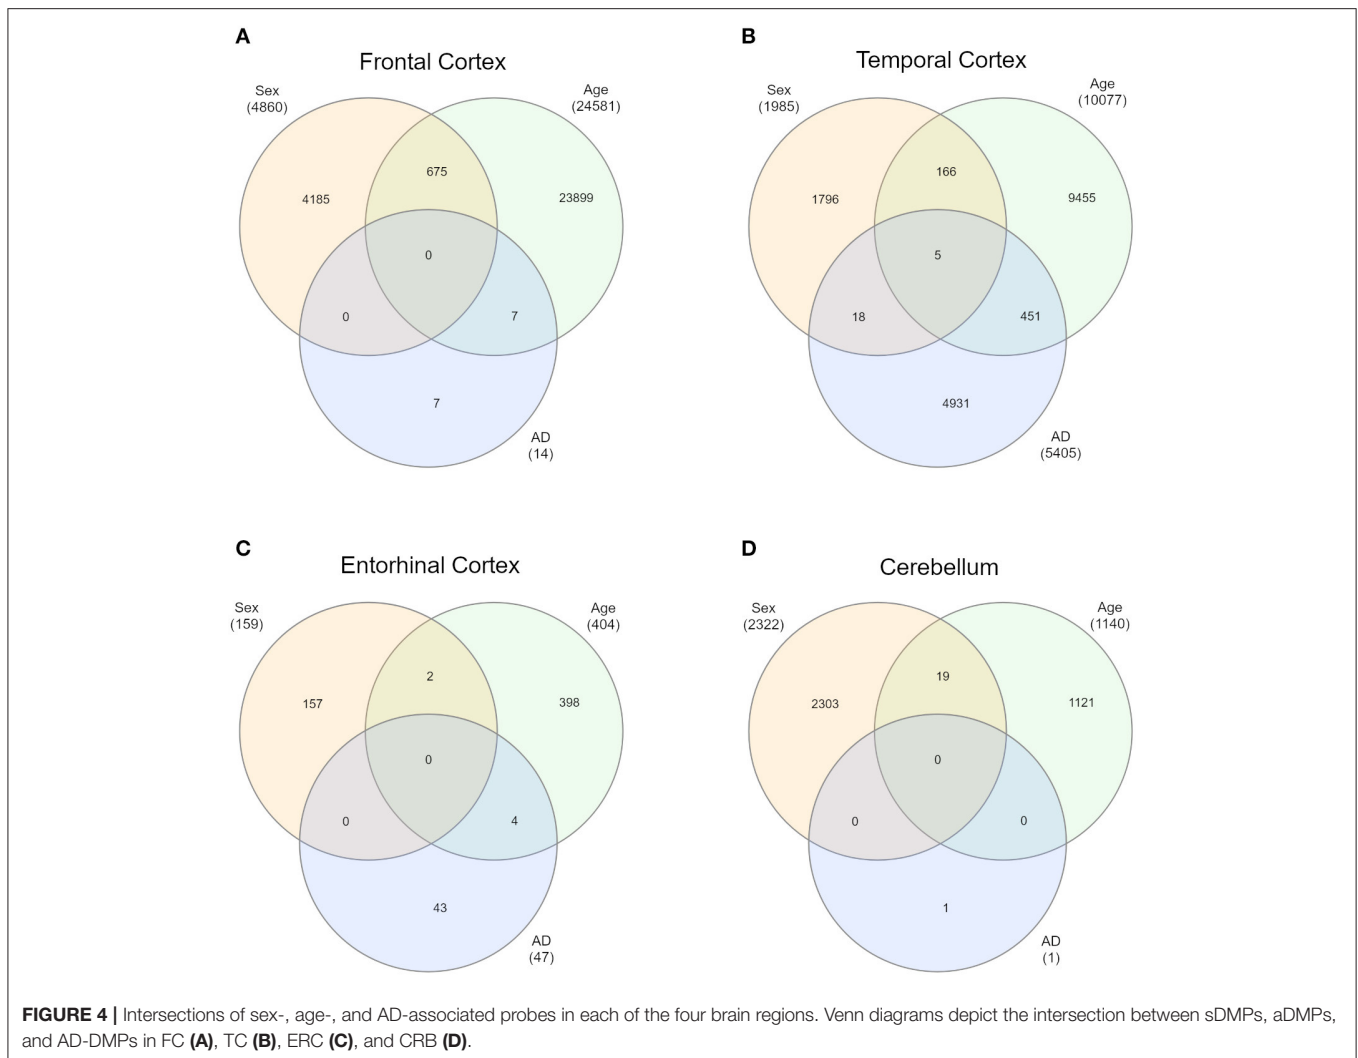 A
Frontal Cortex
Sex
(4860)
Age
(24581)
675
4185
23899
0
0
7
7
AD
(14)
B
Temporal Cortex
Sex
(1985)
Age
(10077)
166
1796
9455
5
18
451
4931
AD
(5405)
C
Entorhinal Cortex
Sex
(159)
Age
(404)
2
157
398
0
0
4
43
AD
(47)
D
Cerebellum
Sex
(2322)
Age
(1140)
19
2303
1121
0
0
0
1
AD
(1)
FIGURE 4 | Intersections of sex-, age-, and AD-associated probes in each of the four brain regions. Venn diagrams depict the intersection between sDMPs, aDMPs,
and AD-DMPs in FC (A), TC (B), ERC (C), and CRB (D).